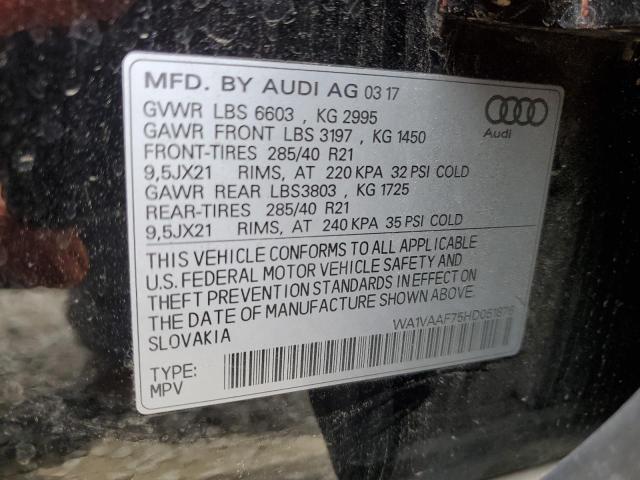 MFD. BY AUDI AG 03 17
GVWR LBS 6603 , KG 2995
GAWR FRONT LBS 3197 , KG 1450
FRONT-TIRES 285/40 R21
9,5JX21 RIMS, AT 220 KPA 32 PSI COLD
GAWR REAR LBS3803 , KG 1725
REAR-TIRES 285/40 R21
9,5JX21 RIMS, AT 240 KPA 35 PSI COLD
Audi
THIS VEHICLE CONFORMS TO ALL APPLICABLE
U.S. FEDERAL MOTOR VEHICLE SAFETY AND
THEFT PREVENTION STANDARDS IN EFFECT ON
THE DATE OF MANUFACTURE SHOWN ABOVE.
SLOVAKIA
WA1VAAF75HD051876
TYPE:
MPV